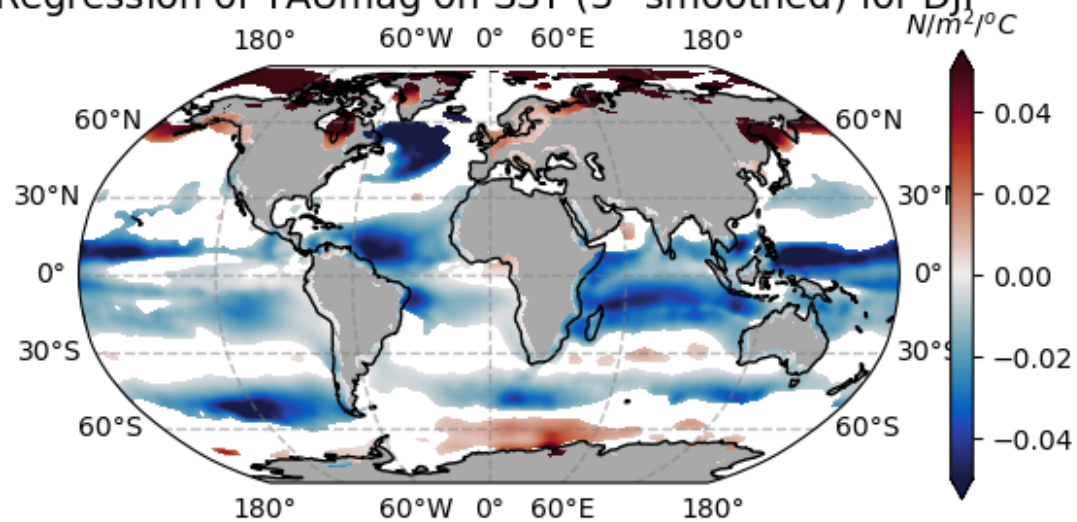 Regression of TAUmag on SST (3° smoothed) for DJF
N/m²/°C
180° 60°W 0° 60°E 180°
60°N 60°N
30°N 30°N
0° 0°
30°S 30°S
60°S 60°S
180° 60°W 0° 60°E 180°
0.04
0.02
0.00
−0.02
−0.04